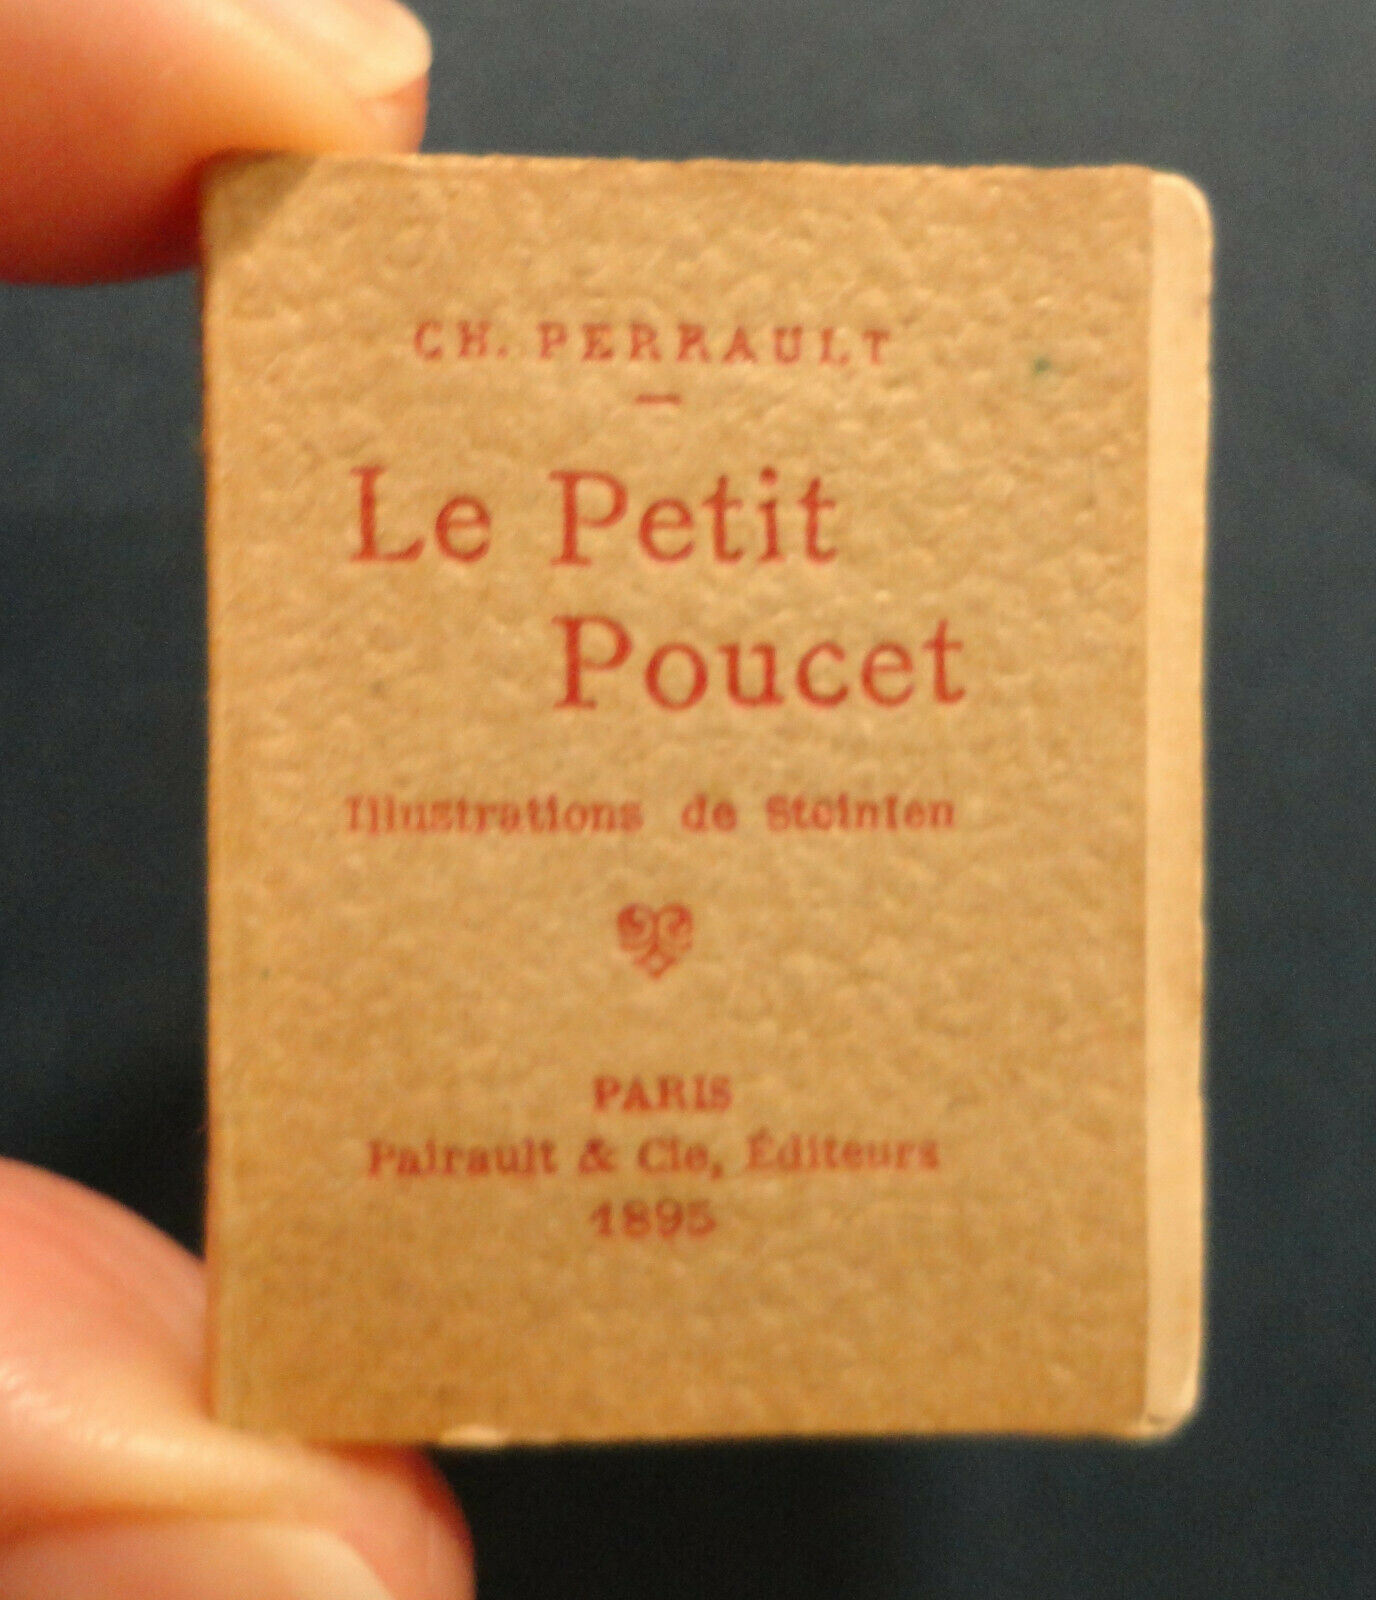 CH. PERRAULT
Le Petit
Poucet
Illustrations de Steinlen
PARIS
Pairault & Cie, Éditeurs
1895